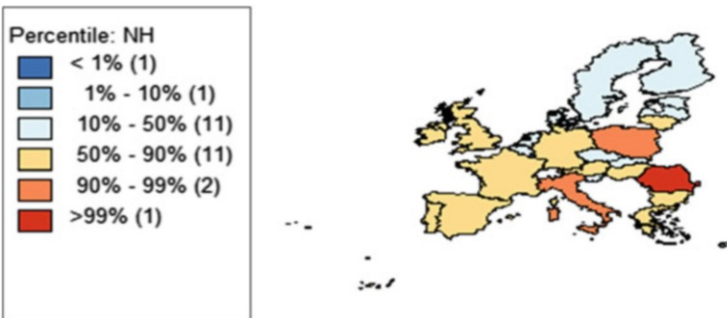 Percentile: NH
< 1% (1)
1% - 10% (1)
10% - 50% (11)
50% - 90% (11)
90% - 99% (2)
>99% (1)